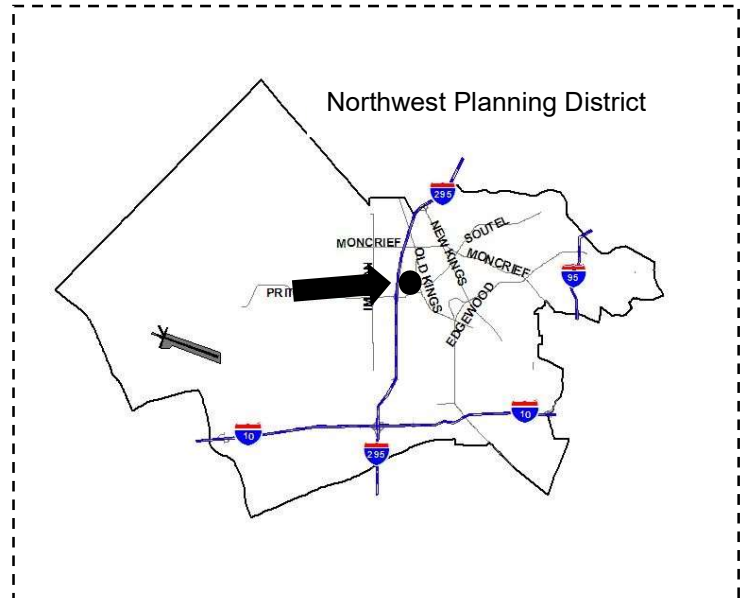 Northwest Planning District
295
SOUTEL
NEW KINGS
MONCRIEF
MONCRIEF
95
OLD KINGS
EDGEWOOD
10
10
295